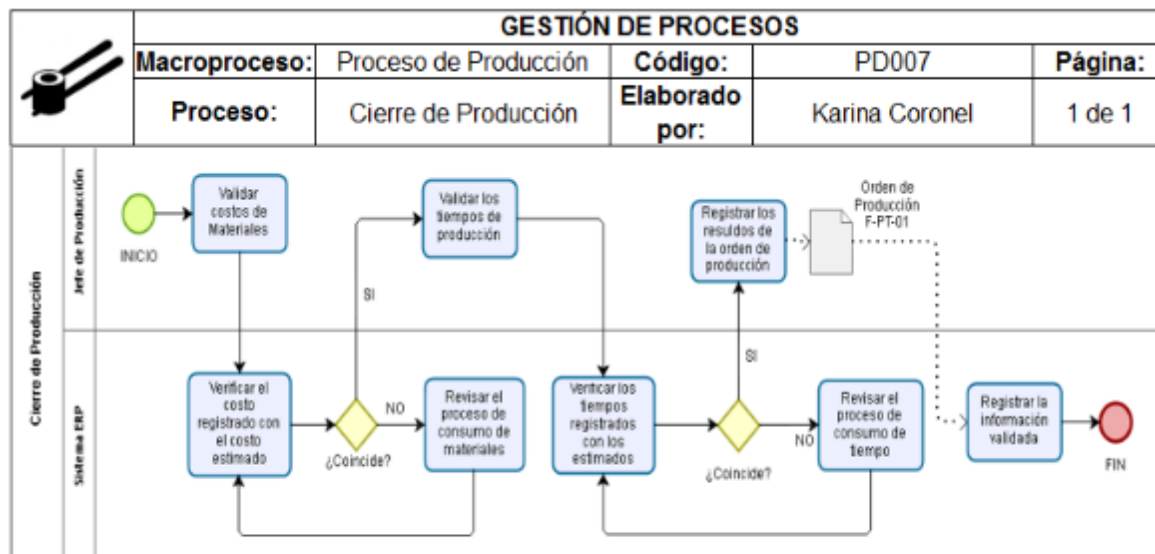 GESTIÓN DE PROCESOS
Macroproceso:
Proceso de Producción
Código:
PD007
Página:
Proceso:
Cierre de Producción
Elaborado
por:
Karina Coronel
1 de 1
Cierre de Producción
Jefe de Producción
INICIO
Validar
costos de
Materiales
SI
Validar los
tiempos de
producción
Registrar los
resuldos de
la orden de
producción
Orden de
Producción
F-PT-01
SI
Sistema ERP
Verificar el
costo
registrado con
el costo
estimado
¿Coincide?
NO
Revisar el
proceso de
consumo de
materiales
Verificar los
tiempos
registrados
con los
estimados
¿Coincide?
NO
Revisar el
proceso de
consumo de
tiempo
Registrar la
información
validada
FIN